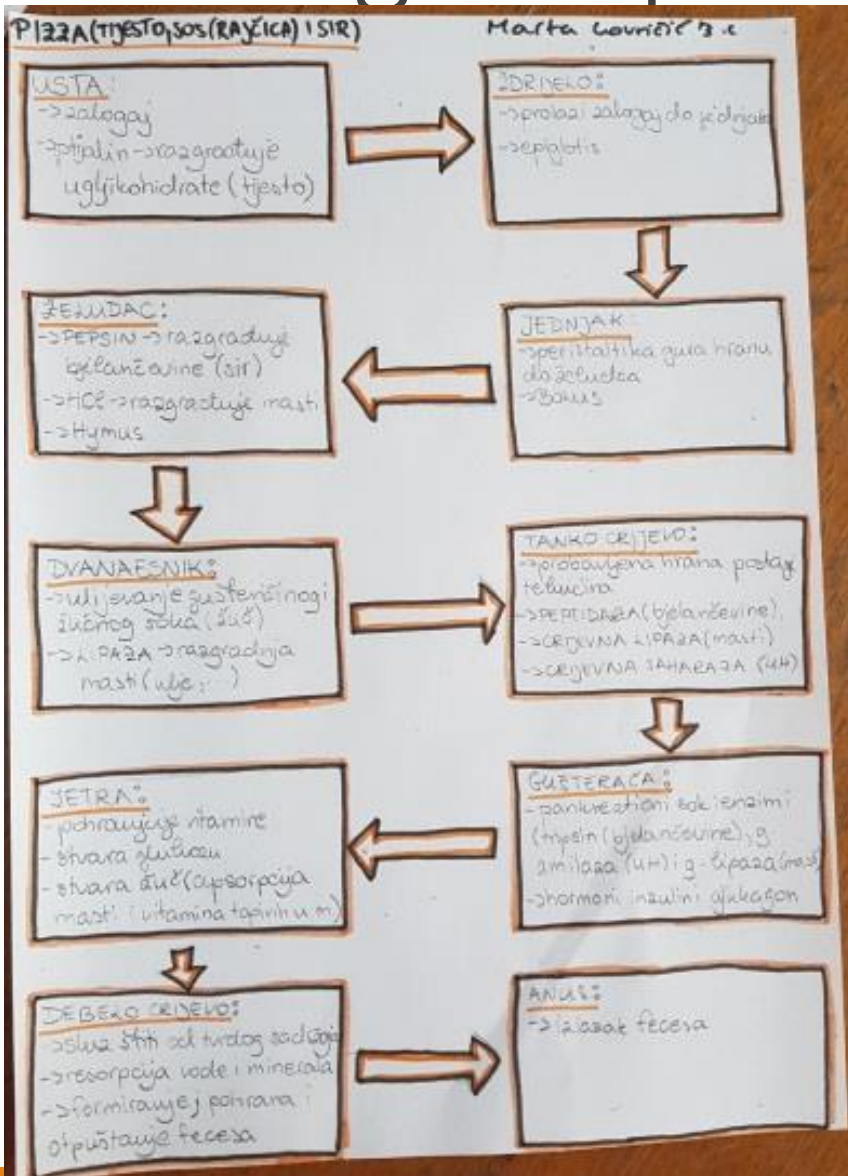 PIZZA (TIJESTO, SOS (RAJČICA) I SIR)
Marta Lovričić 3.c
USTA:
-> zalogaj
-> ptijalin -> razgrađuje
ugljikohidrate (tijesto)
ŽDRIJELO:
-> prolazi zalogaj do jednjaka
-> epiglotis
JEDNJAK:
-> peristaltika gura hranu
do želudca
-> Bolus
ŽELUDAC:
-> PEPSIN -> razgrađuje
bjelančevine (sir)
-> HCl -> razgrađuje masti
-> Hymus
DVANAESNIK:
-> ulijevanje gušteričinog i
žučnog soka (žuč)
-> LIPAZA -> razgradnja
masti (ulje, )
TANKO CRIJEVO:
-> probavljena hrana postaje
tekućina
-> PEPTIDAZA (bjelančevine),
-> CRIJEVNA LIPAZA (masti)
-> CRIJEVNA SAHARAZA (UH)
GUŠTERAČA:
- pankreatični sok i enzimi
(tripsin (bjelančevine), g
amilaza (UH) i g-lipaza (masti)
-> hormoni inzulin i glukagon
JETRA:
- pohranjuje vitamine
- stvara glukozu
- stvara žuč (apsorpcija
masti i vitamina topivih u m)
DEBELO CRIJEVO:
-> sluz štiti od tvrdog sadržaja
-> resorpcija vode i minerala
-> formiranje, pohrana i
otpuštanje fecesa
ANUS:
-> izlazak fecesa